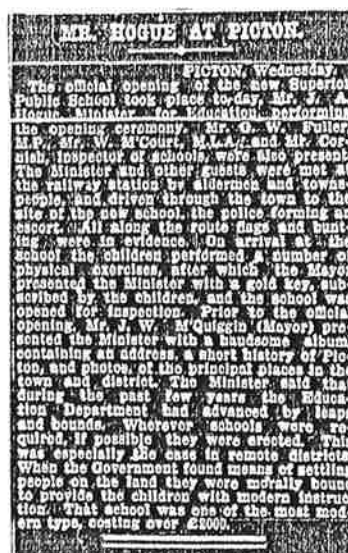 MR. HOGUE AT PICTON.
PICTON, Wednesday.
The official opening of the new Superior
Public School took place to-day, Mr. J. A.
Hogue Minister for Education, performing
the opening ceremony. Mr. G. W. Fuller,
M.P., Mr. W. M'Court, M.L.A., and Mr. Cor-
nish, Inspector of schools, were also present.
The Minister and other guests were met at
the railway station by aldermen and towns
people, and driven through the town to the
site of the new school, the police forming an
escort. All along the route flags and bunt-
ing were in evidence. On arrival at the
school the children performed a number of
physical exercises, after which the Mayor
presented the Minister with a gold key, sub-
scribed by the children, and the school was
opened for inspection. Prior to the official
opening, Mr. J. W. M'Quiggin (Mayor) pre-
sented the Minister with a handsome album,
containing an address, a short history of Pic-
ton, and photos. of the principal places in the
town and district. The Minister said that
during the past few years the Educa-
tion Department had advanced by leaps
and bounds. Wherever schools were re-
quired, if possible they were erected. This
was especially the case in remote districts.
When the Government found means of settling
people on the land they were morally bound
to provide the children with modern instruc-
tion. That school was one of the most mod-
ern type, costing over £2000.